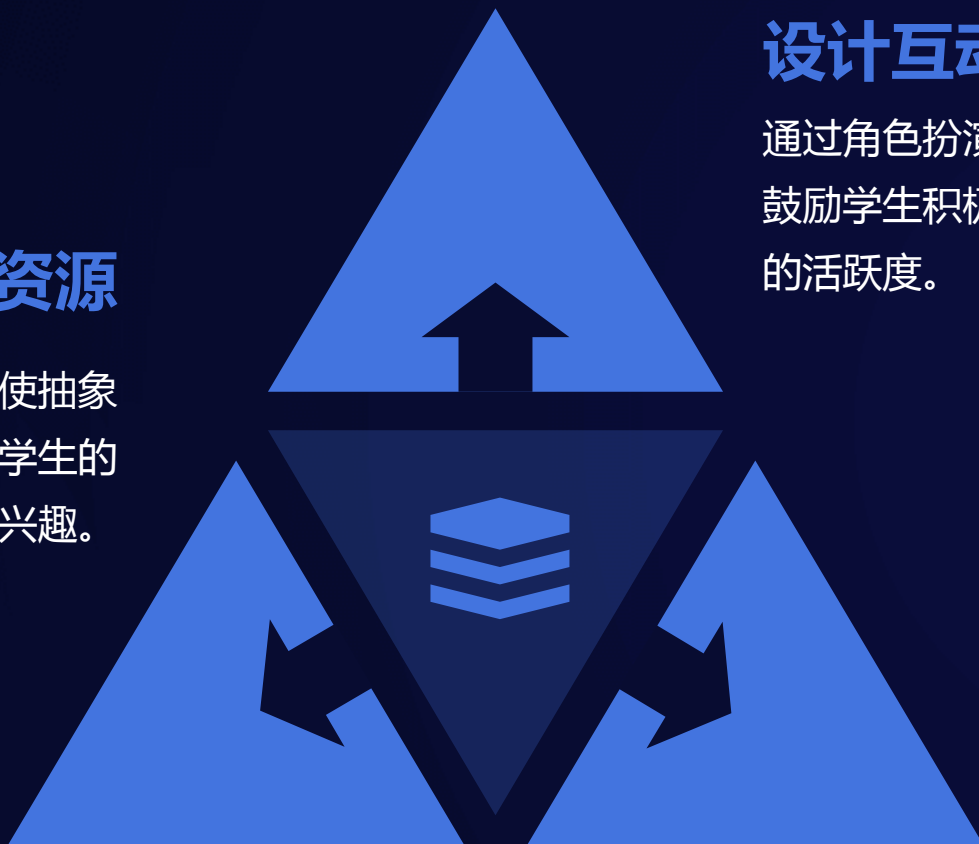 设计互动
通过角色扮演
鼓励学生积极
的活跃度。
资源
使抽象
学生的
兴趣。